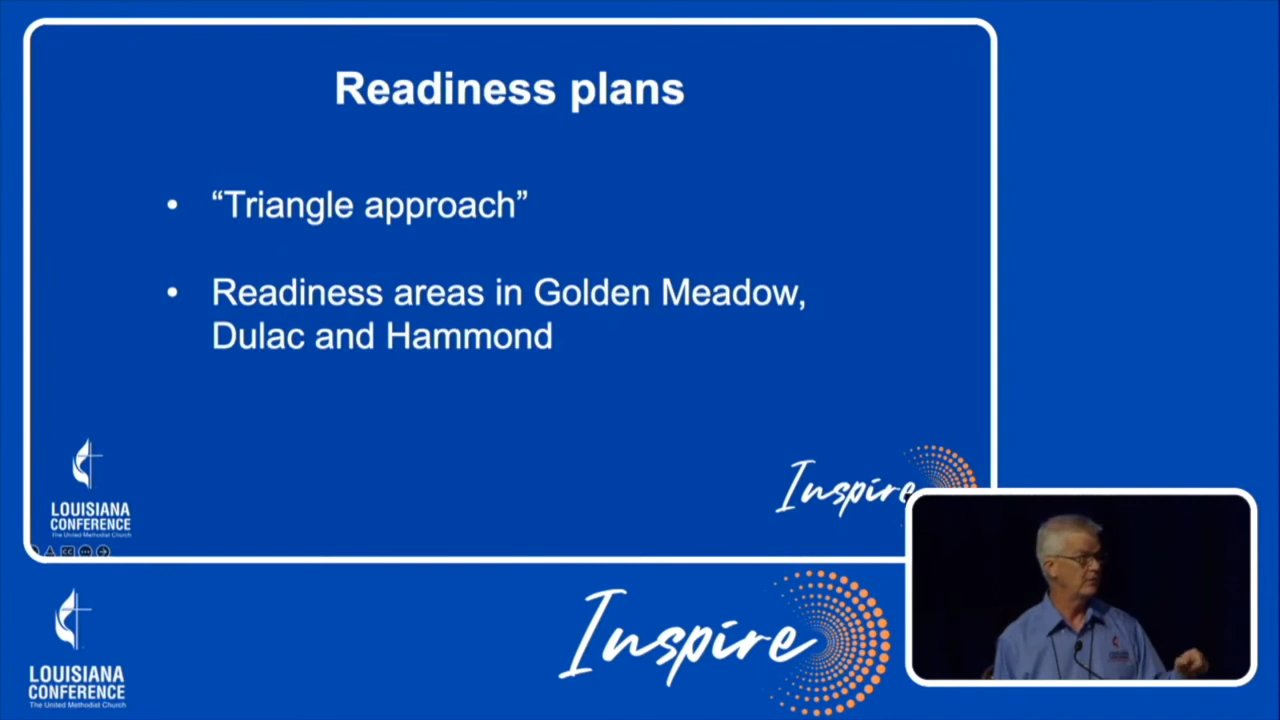 Readiness plans
• “Triangle approach”
• Readiness areas in Golden Meadow,
Dulac and Hammond
LOUISIANA
CONFERENCE
The United Methodist Church
Inspire
LOUISIANA
CONFERENCE
The United Methodist Church
Inspire